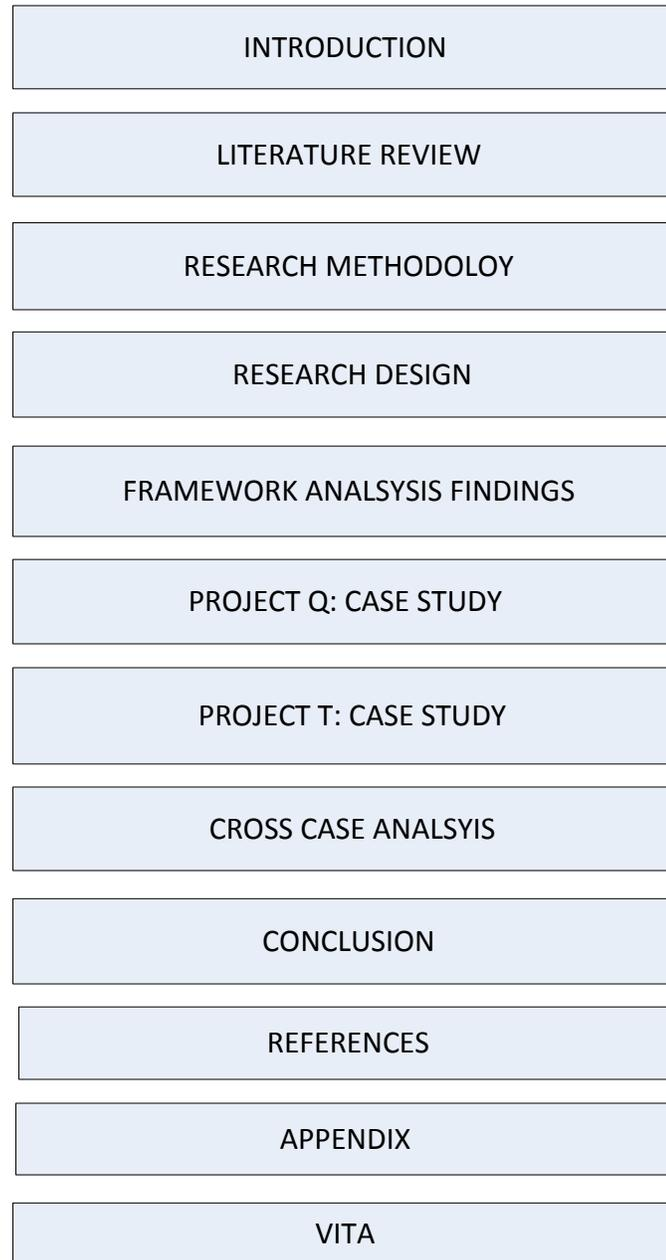 INTRODUCTION
LITERATURE REVIEW
RESEARCH METHODOLOY
RESEARCH DESIGN
FRAMEWORK ANALSYSIS FINDINGS
PROJECT Q: CASE STUDY
PROJECT T: CASE STUDY
CROSS CASE ANALSYIS
CONCLUSION
REFERENCES
APPENDIX
VITA